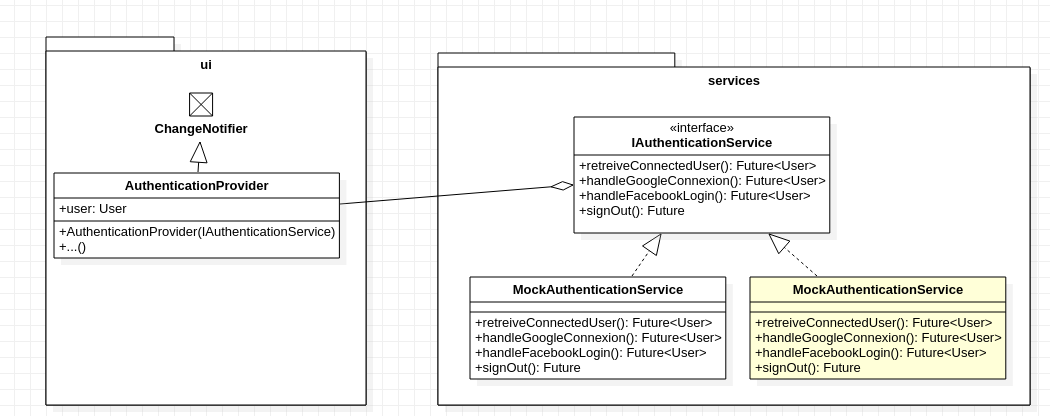 ui
ChangeNotifier
AuthenticationProvider
+user: User
+AuthenticationProvider(IAuthenticationService)
+...()
services
«interface»
IAuthenticationService
+retreiveConnectedUser(): Future<User>
+handleGoogleConnexion(): Future<User>
+handleFacebookLogin(): Future<User>
+signOut(): Future
MockAuthenticationService
+retreiveConnectedUser(): Future<User>
+handleGoogleConnexion(): Future<User>
+handleFacebookLogin(): Future<User>
+signOut(): Future
MockAuthenticationService
+retreiveConnectedUser(): Future<User>
+handleGoogleConnexion(): Future<User>
+handleFacebookLogin(): Future<User>
+signOut(): Future